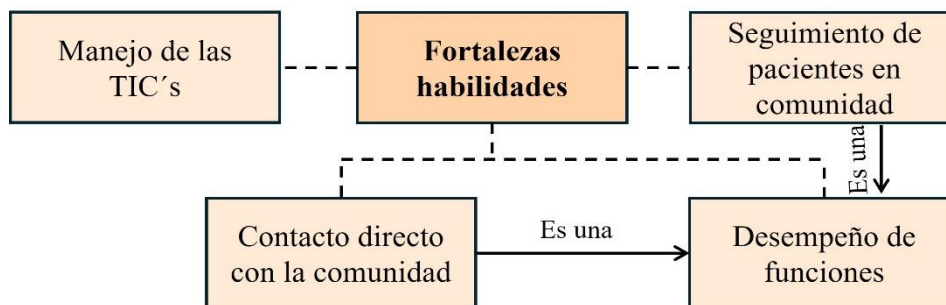 Manejo de las
TIC´s
Fortalezas
habilidades
Seguimiento de
pacientes en
comunidad
Es una
Contacto directo
con la comunidad
Es una
Desempeño de
funciones